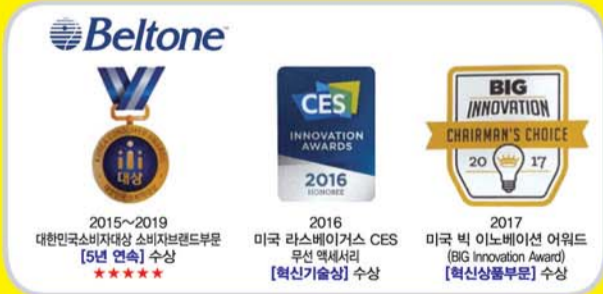 Beltone
대상
2015~2019
대한민국소비자대상 소비자브랜드부문
[5년 연속] 수상
★★★★★
CES
INNOVATION
AWARDS
2016
HONOREE
2016
미국 라스베이거스 CES
무선 액세서리
[혁신기술상] 수상
BIG
INNOVATION
CHAIRMAN'S CHOICE
20 17
2017
미국 빅 이노베이션 어워드
(BIG Innovation Award)
[혁신상품부문] 수상